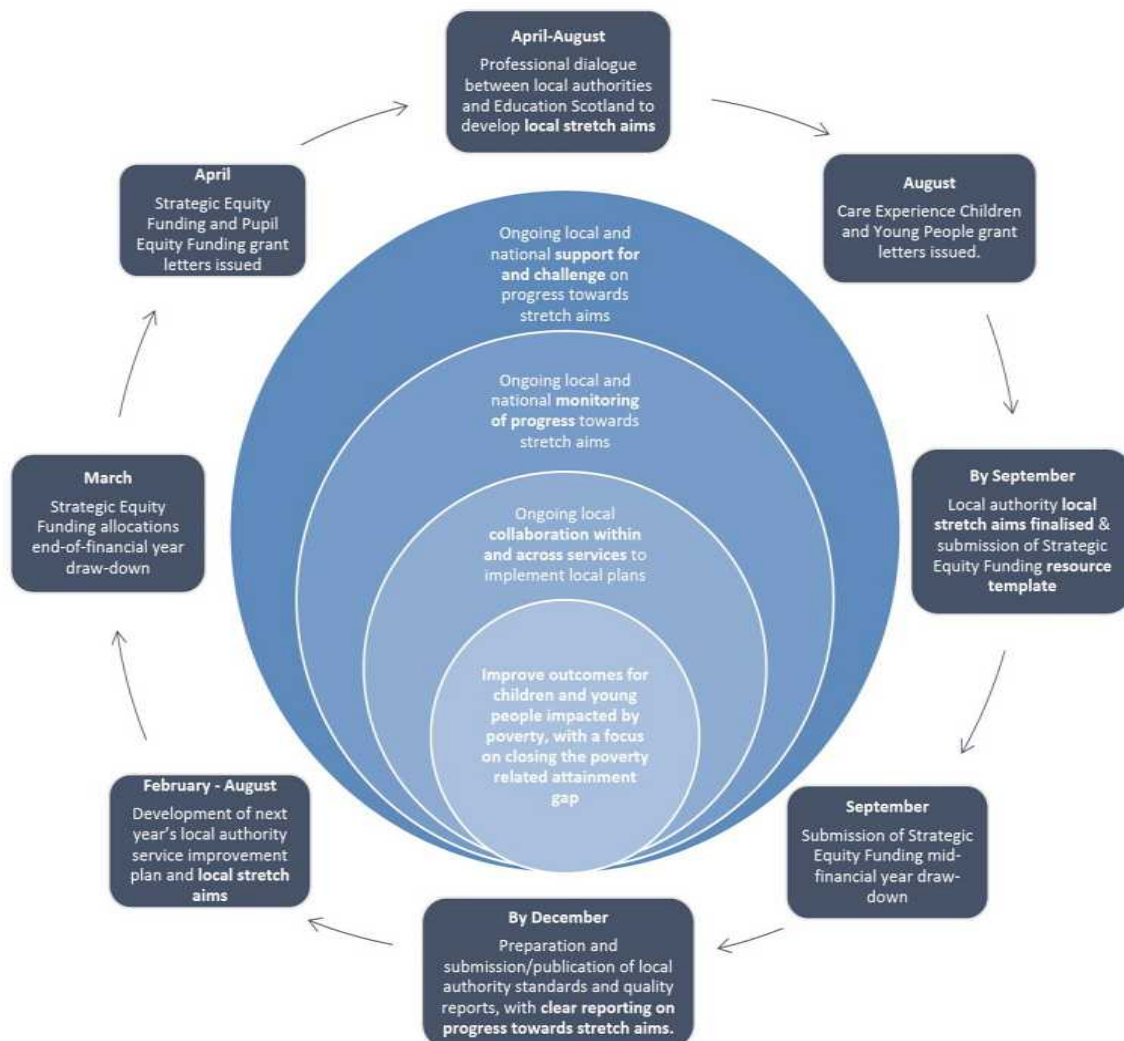 April-August
Professional dialogue
between local authorities
and Education Scotland to
develop local stretch aims
August
Care Experience Children
and Young People grant
letters issued.
By September
Local authority local
stretch aims finalised &
submission of Strategic
Equity Funding resource
template
September
Submission of Strategic
Equity Funding mid-
financial year draw-
down
By December
Preparation and
submission/publication of local
authority standards and quality
reports, with clear reporting on
progress towards stretch aims.
February - August
Development of next
year's local authority
service improvement
plan and local stretch
aims
March
Strategic Equity
Funding allocations
end-of-financial year
draw-down
April
Strategic Equity
Funding and Pupil
Equity Funding grant
letters issued
Ongoing local and
national support for
and challenge on
progress towards
stretch aims
Ongoing local and
national monitoring
of progress towards
stretch aims
Ongoing local
collaboration within
and across services to
implement local plans
Improve outcomes for
children and young
people impacted by
poverty, with a focus
on closing the poverty
related attainment
gap